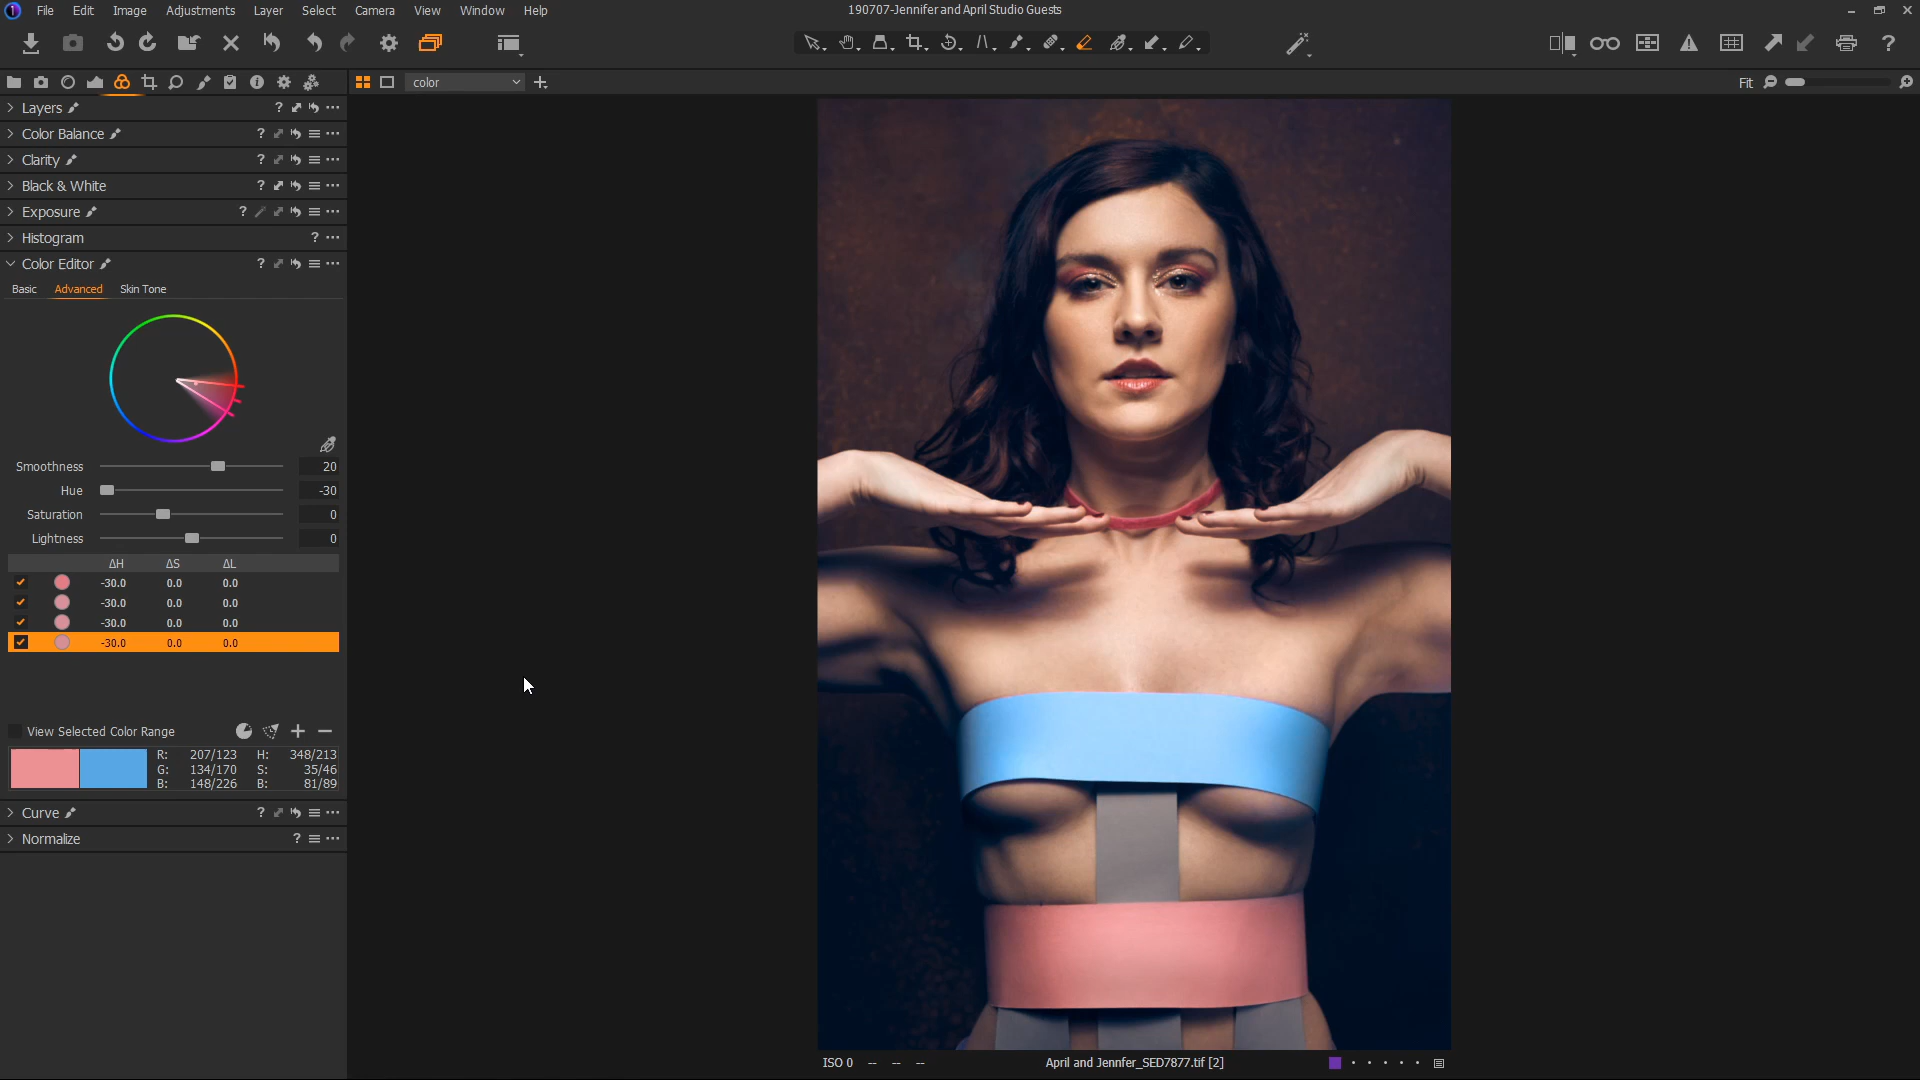 File Edit Image Adjustments Layer Select Camera View Window Help
190707-Jennifer and April Studio Guests
color
Fit
Layers
Color Balance
Clarity
Black & White
Exposure
Histogram
Color Editor
Basic Advanced Skin Tone
Smoothness 20
Hue -30
Saturation 0
Lightness 0
ΔH ΔS ΔL
-30.0 0.0 0.0
-30.0 0.0 0.0
-30.0 0.0 0.0
-30.0 0.0 0.0
View Selected Color Range
R: 207/123 H: 348/213
G: 134/170 S: 35/46
B: 148/226 B: 81/89
Curve
Normalize
ISO 0 -- -- -- April and Jennfer_SED7877.tif [2]